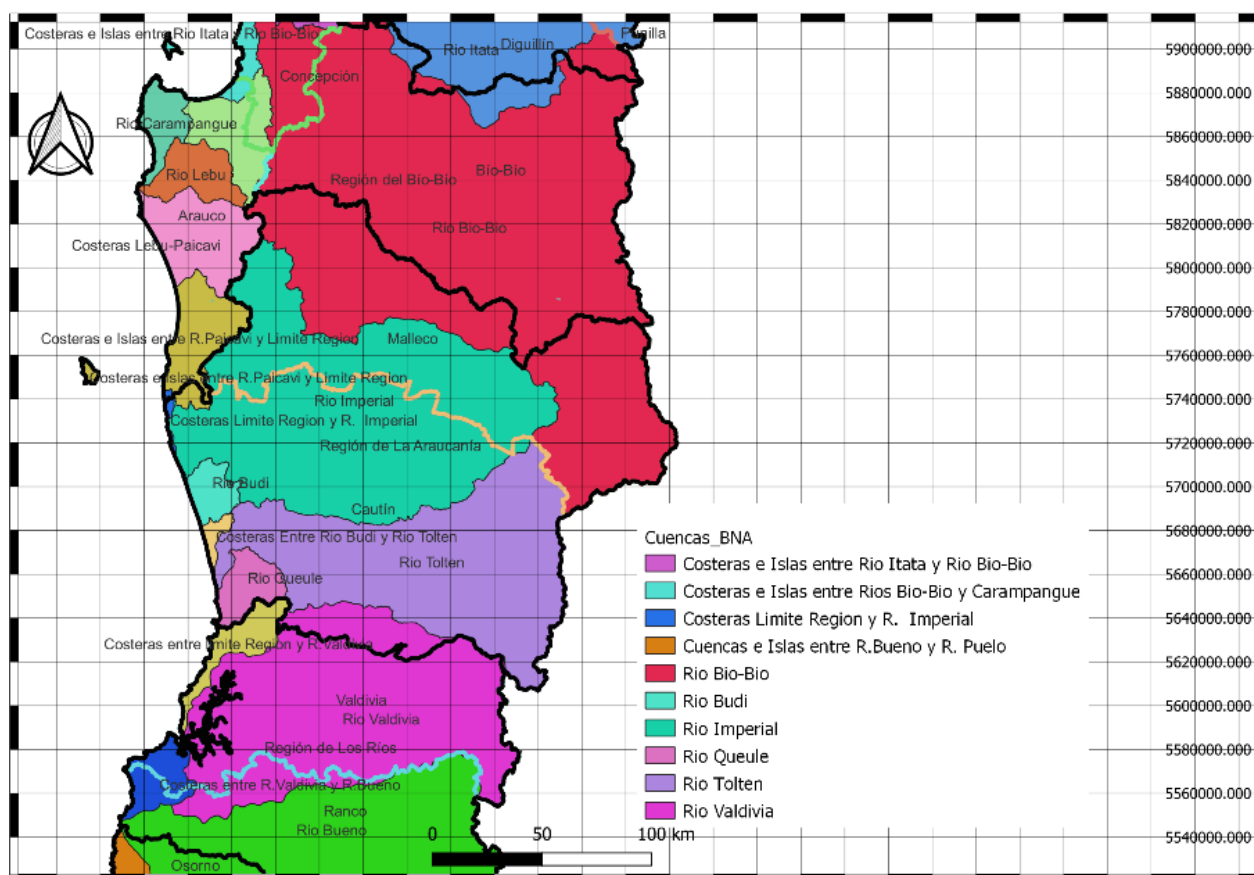 Costeras e Islas entre Rio Itata y Rio Bio-Bio
Rio Itata
Diguillín
Punilla
5900000.000
Concepción
5880000.000
Rio Carampangue
5860000.000
Rio Lebu
Región del Bío-Bío
Bío-Bío
5840000.000
Arauco
Rio Bio-Bio
5820000.000
Costeras Lebu-Paicavi
5800000.000
5780000.000
Costeras e Islas entre R.Paicavi y Limite Region
Malleco
5760000.000
Costeras e Islas entre R.Paicavi y Limite Region
Rio Imperial
5740000.000
Costeras Limite Region y R. Imperial
Región de La Araucanía
5720000.000
Rio Budi
5700000.000
Cautín
5680000.000
Costeras Entre Rio Budi y Rio Tolten
Rio Tolten
5660000.000
Rio Queule
5640000.000
Costeras entre limite Region y R.Valdivia
5620000.000
Valdivia
5600000.000
Rio Valdivia
Región de Los Ríos
5580000.000
Costeras entre R.Valdivia y R.Bueno
5560000.000
Ranco
Rio Bueno
5540000.000
Osorno
0 50 100 km
Cuencas_BNA
Costeras e Islas entre Rio Itata y Rio Bio-Bio
Costeras e Islas entre Rios Bio-Bio y Carampangue
Costeras Limite Region y R. Imperial
Cuencas e Islas entre R.Bueno y R. Puelo
Rio Bio-Bio
Rio Budi
Rio Imperial
Rio Queule
Rio Tolten
Rio Valdivia